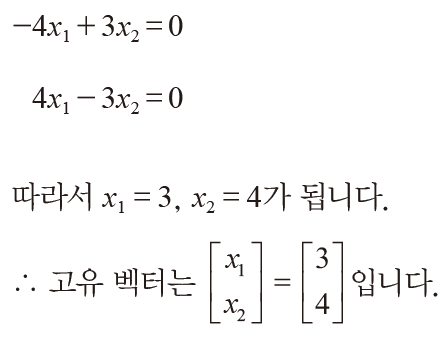 −4x₁ + 3x₂ = 0
4x₁ − 3x₂ = 0
따라서 x₁ = 3, x₂ = 4가 됩니다.
∴ 고유 벡터는 [x₁ x₂] = [3 4] 입니다.